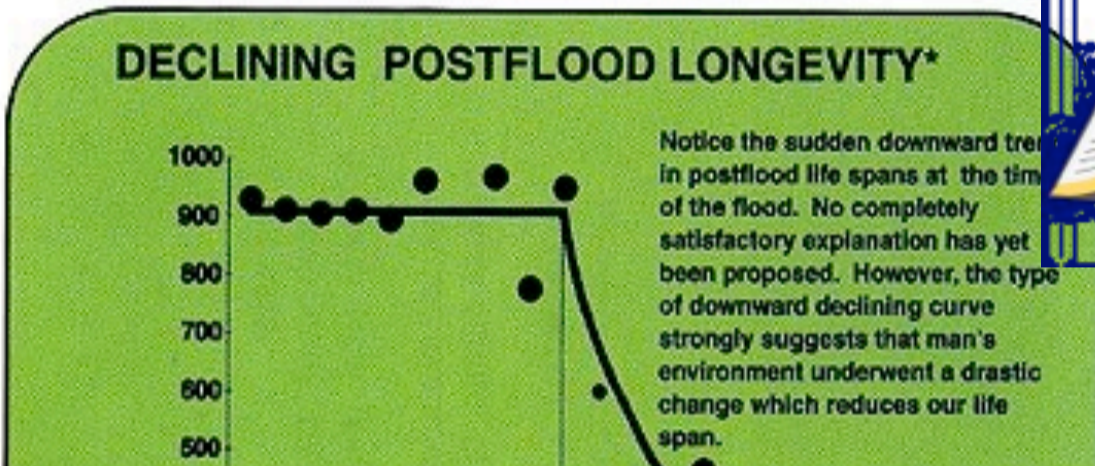 DECLINING POSTFLOOD LONGEVITY*
1000
900
800
700
600
500
Notice the sudden downward
in postflood life spans at the
of the flood. No completely
satisfactory explanation has yet
been proposed. However, the type
of downward declining curve
strongly suggests that man's
environment underwent a drastic
change which reduces our life
span.